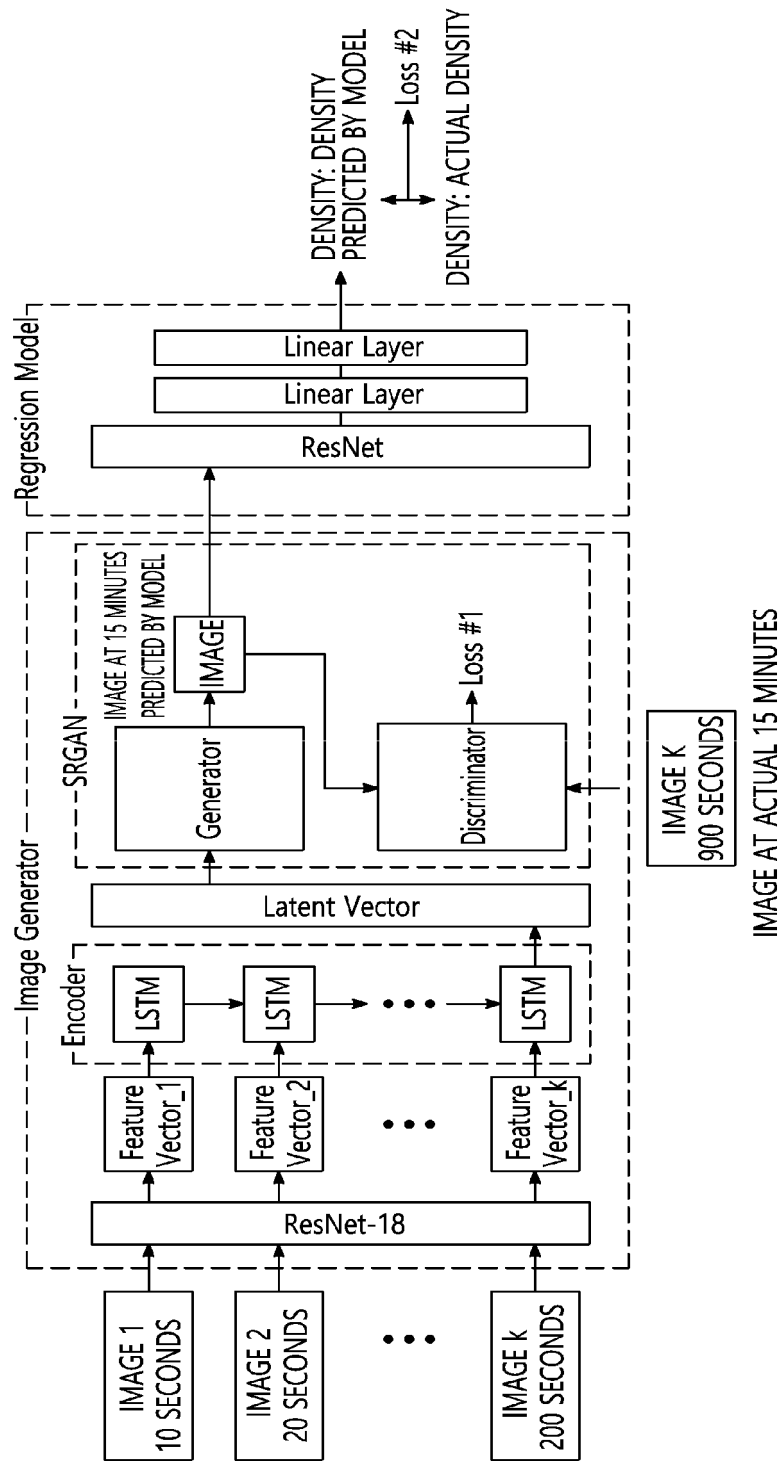 IMAGE 1
10 SECONDS
IMAGE 2
20 SECONDS
IMAGE k
200 SECONDS
Image Generator
ResNet-18
Feature
Vector_1
Feature
Vector_2
Feature
Vector_k
Encoder
LSTM
LSTM
LSTM
Latent Vector
SRGAN
Generator
IMAGE AT 15 MINUTES
PREDICTED BY MODEL
IMAGE
Discriminator
Loss #1
IMAGE K
900 SECONDS
IMAGE AT ACTUAL 15 MINUTES
Regression Model
ResNet
Linear Layer
Linear Layer
DENSITY: DENSITY
PREDICTED BY MODEL
Loss #2
DENSITY: ACTUAL DENSITY